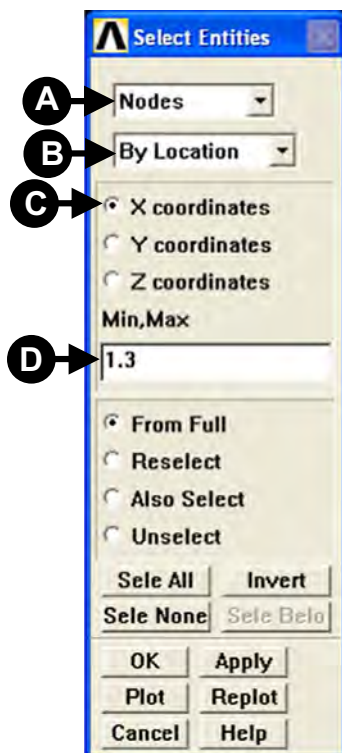 Select Entities
A Nodes
B By Location
C X coordinates
Y coordinates
Z coordinates
Min,Max
D 1.3
From Full
Reselect
Also Select
Unselect
Sele All Invert
Sele None Sele Belo
OK Apply
Plot Replot
Cancel Help